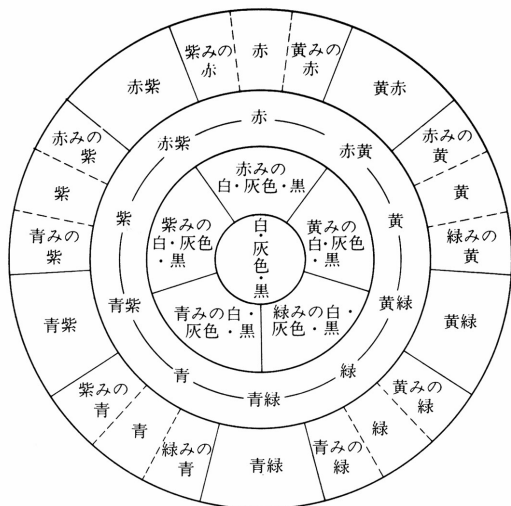 紫みの
赤
赤
黄みの
赤
黄赤
赤みの
黄
黄
緑みの
黄
黄緑
黄みの
緑
緑
青みの
緑
青緑
緑みの
青
青
紫みの
青
青紫
青みの
紫
紫
赤みの
紫
赤紫
赤
赤黄
黄
黄緑
緑
青緑
青
青紫
紫
赤紫
赤みの
白・灰色・黒
黄みの
白・灰色
・黒
緑みの白・
灰色・黒
青みの白・
灰色・黒
紫みの
白・灰色
・黒
白・灰色・黒